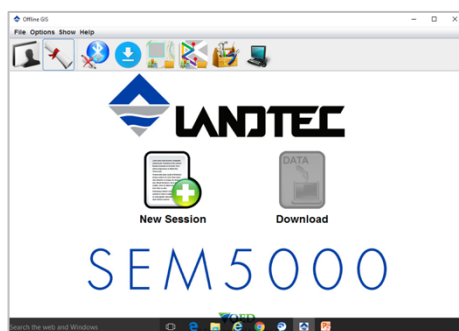 Offline GIS
File Options Show Help
LANDTEC
DATA
New Session
Download
SEM5000
Search the web and Windows